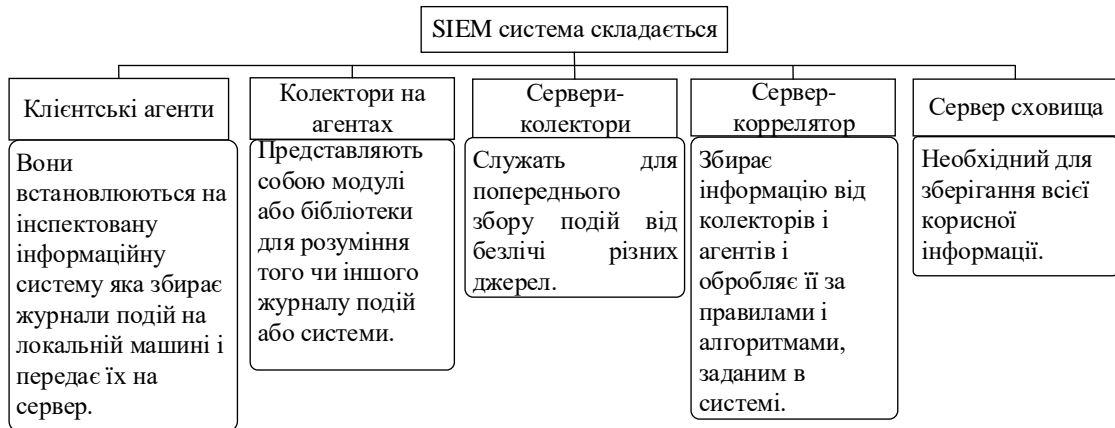 SIEM система складається
Клієнтські агенти
Вони
встановлюються на
інспектовану
інформаційну
систему яка збирає
журнали подій на
локальній машині і
передає їх на
сервер.
Колектори на
агентах
Представляють
собою модулі
або бібліотеки
для розуміння
того чи іншого
журналу подій
або системи.
Сервери-
колектори
Служать для
попереднього
збору подій від
безлічі різних
джерел.
Сервер-
коррелятор
Збирає
інформацію від
колекторів і
агентів і
обробляє її за
правилами і
алгоритмами,
заданим в
системі.
Сервер сховища
Необхідний для
зберігання всієї
корисної
інформації.